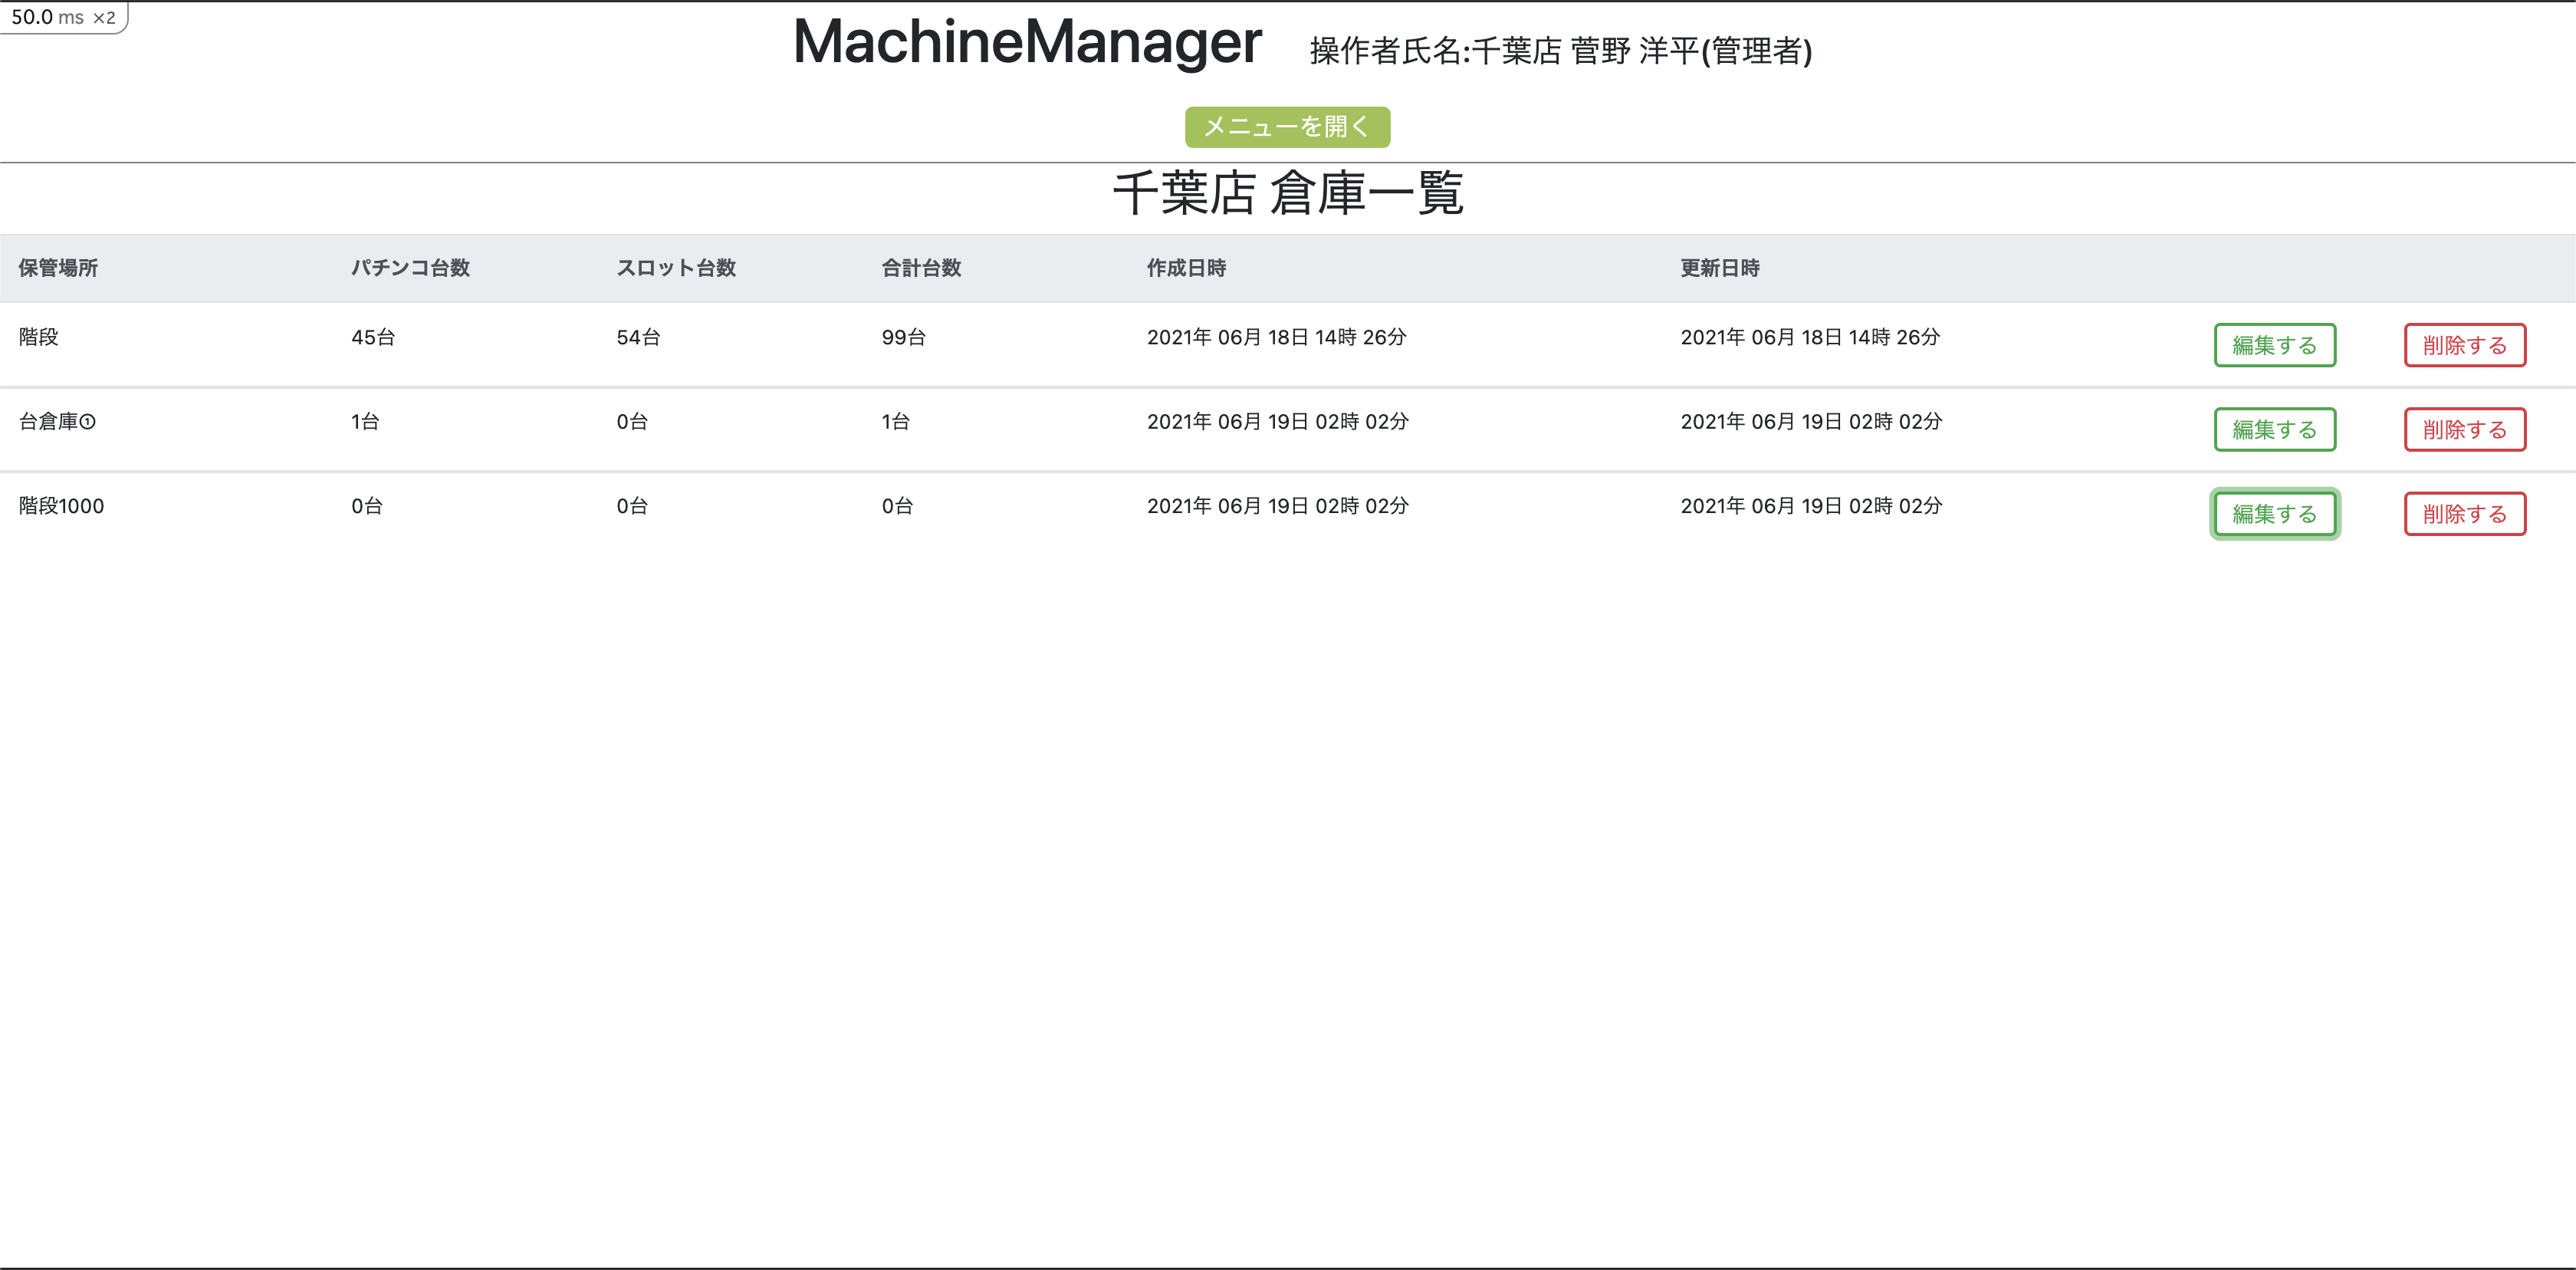 50.0 ms ×2
MachineManager 操作者氏名:千葉店 菅野 洋平(管理者)
メニューを開く
千葉店 倉庫一覧
保管場所 パチンコ台数 スロット台数 合計台数 作成日時 更新日時
階段 45台 54台 99台 2021年 06月 18日 14時 26分 2021年 06月 18日 14時 26分 編集する 削除する
台倉庫① 1台 0台 1台 2021年 06月 19日 02時 02分 2021年 06月 19日 02時 02分 編集する 削除する
階段1000 0台 0台 0台 2021年 06月 19日 02時 02分 2021年 06月 19日 02時 02分 編集する 削除する